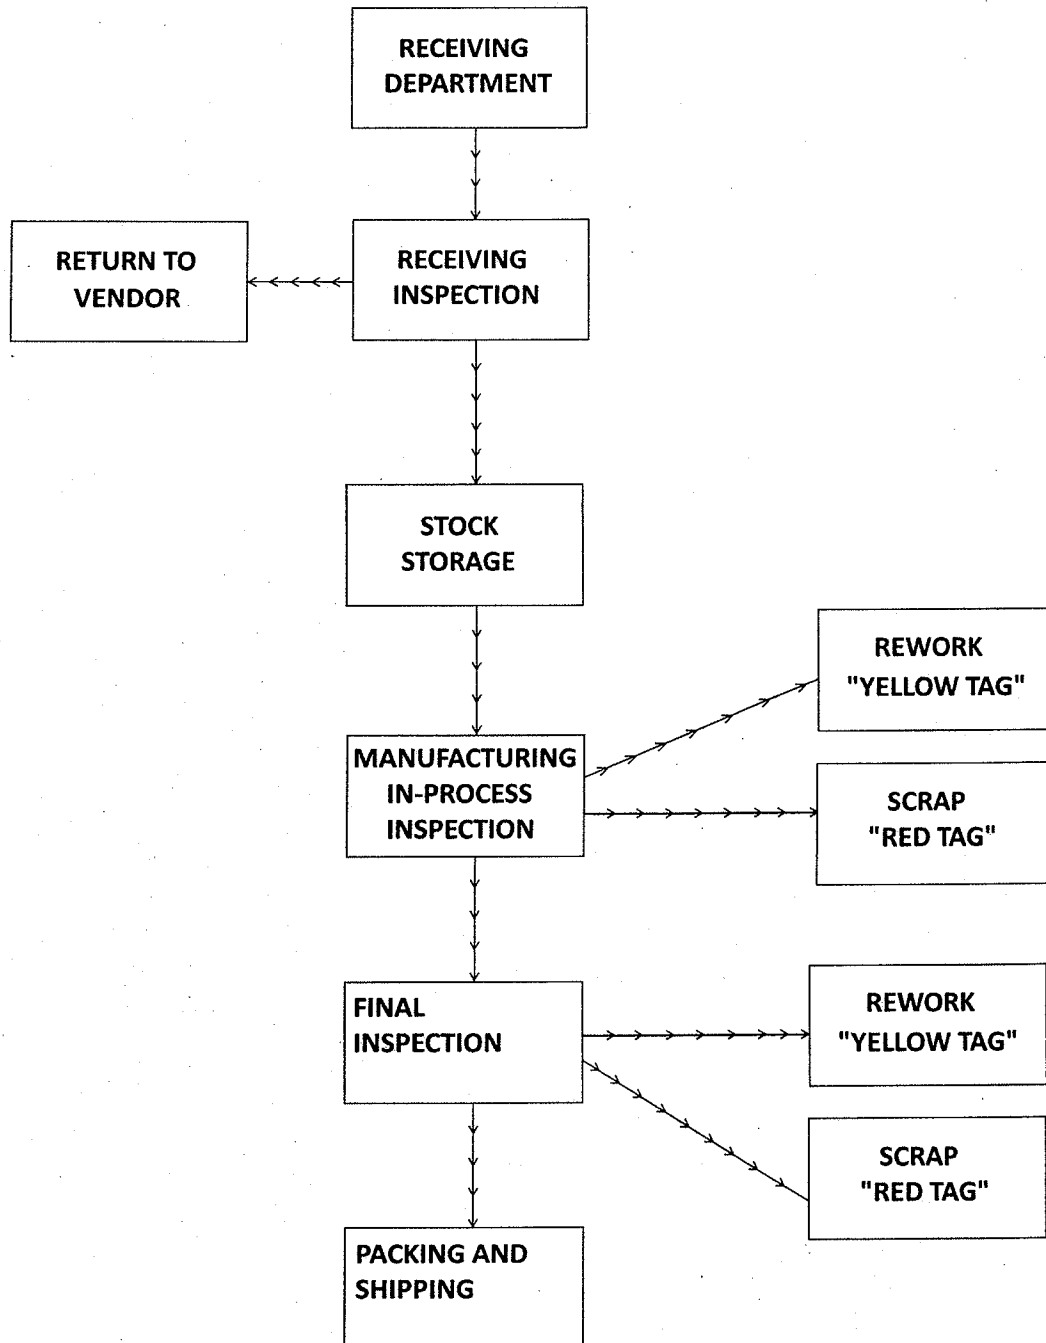 RECEIVING
DEPARTMENT
RETURN TO
VENDOR
RECEIVING
INSPECTION
STOCK
STORAGE
REWORK
"YELLOW TAG"
MANUFACTURING
IN-PROCESS
INSPECTION
SCRAP
"RED TAG"
FINAL
INSPECTION
REWORK
"YELLOW TAG"
SCRAP
"RED TAG"
PACKING AND
SHIPPING